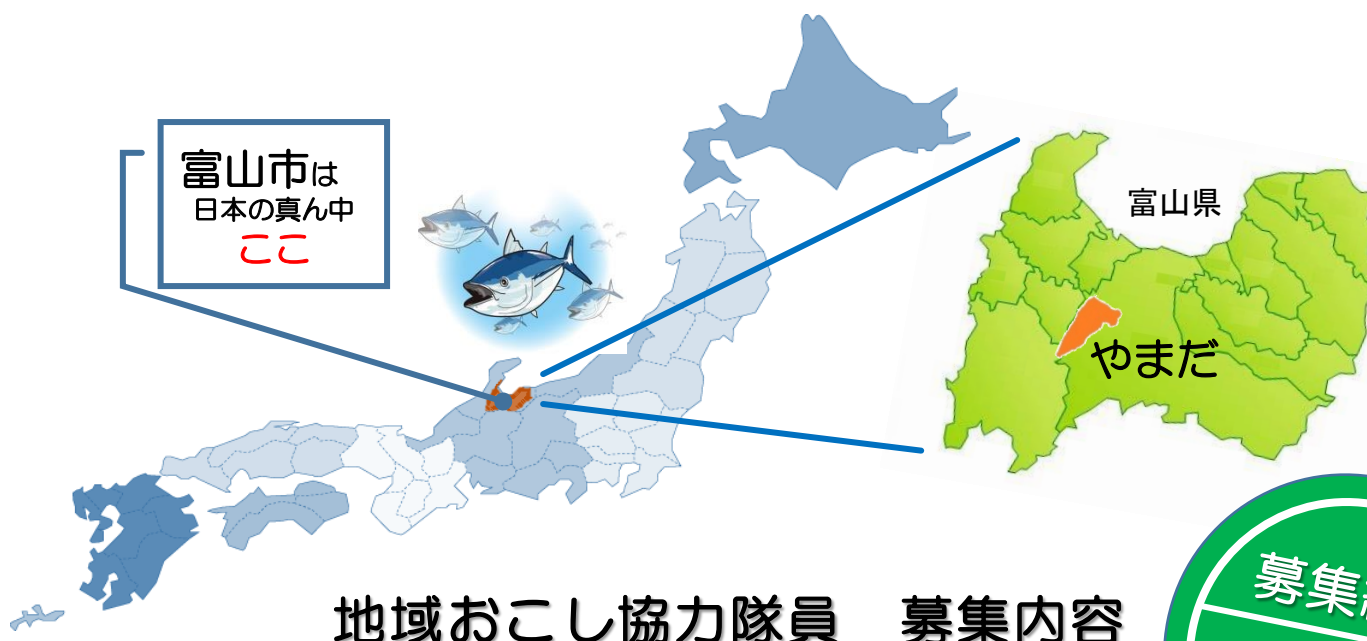 富山市は
日本の真ん中
ここ
富山県
やまだ
地域おこし協力隊員　募集内容
募集